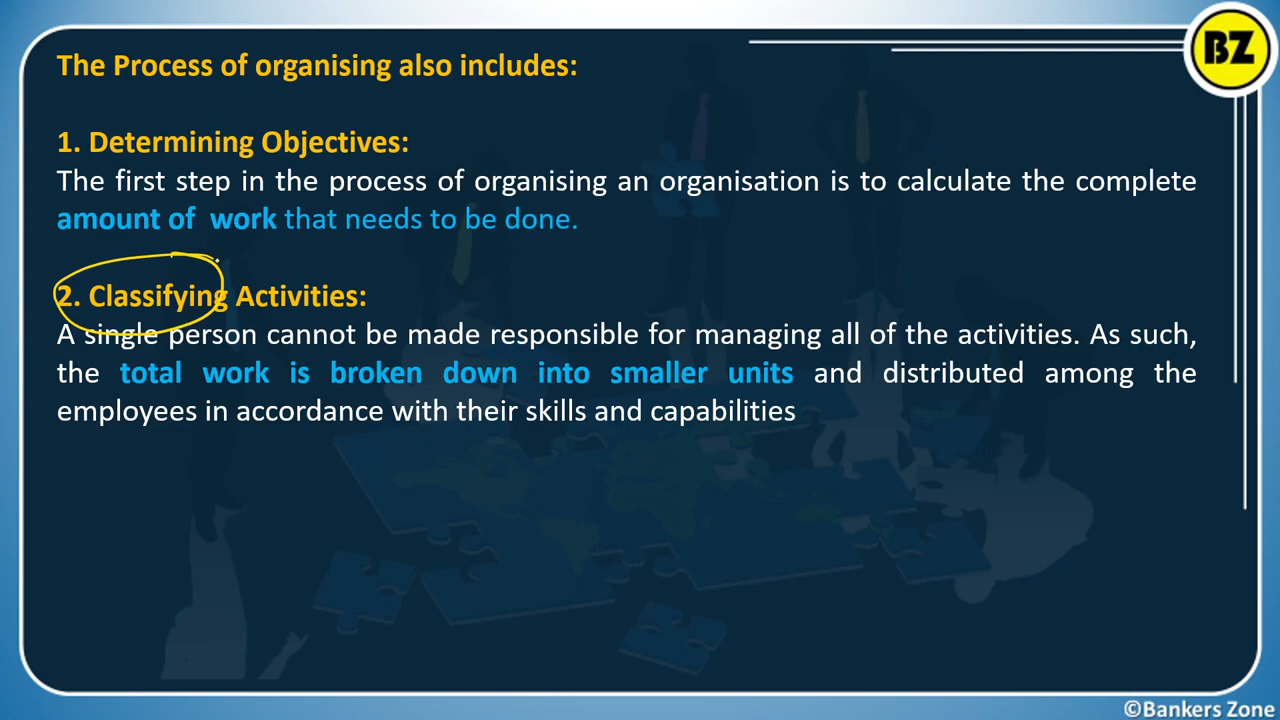 BZ
The Process of organising also includes:
1. Determining Objectives:
The first step in the process of organising an organisation is to calculate the complete
amount of work that needs to be done.
2. Classifying Activities:
A single person cannot be made responsible for managing all of the activities. As such,
the total work is broken down into smaller units and distributed among the
employees in accordance with their skills and capabilities
©Bankers Zone